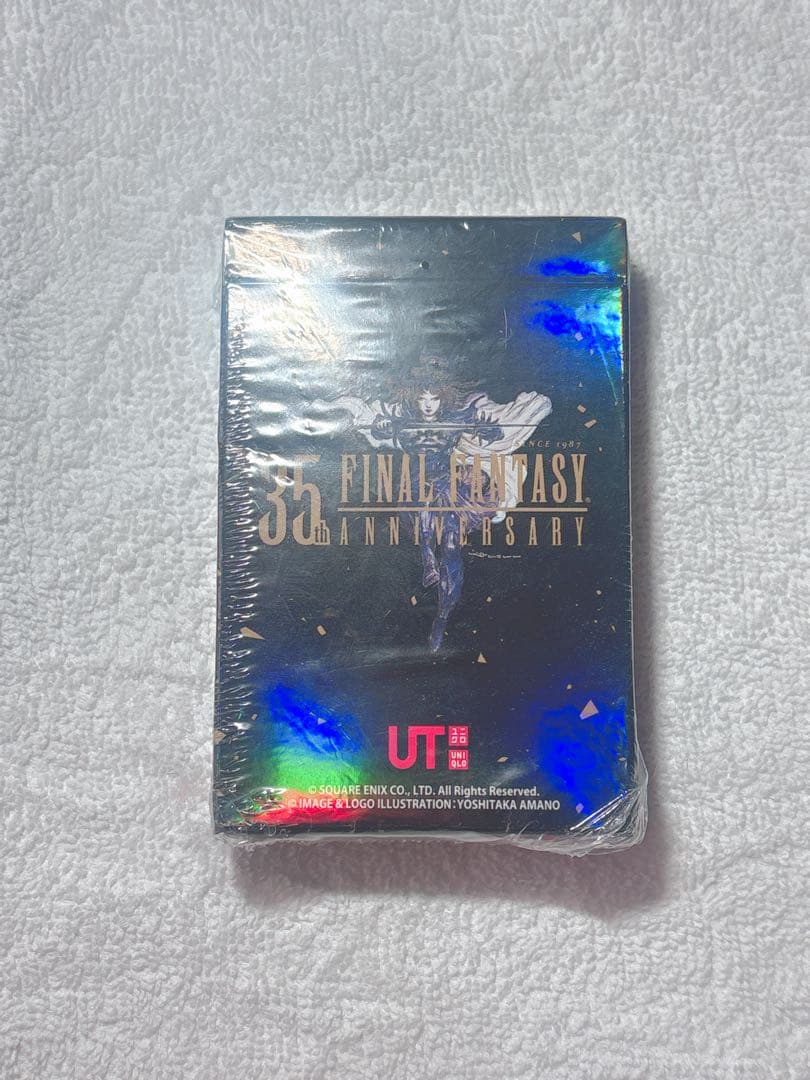 SINCE 1987
35th FINAL FANTASY®
ANNIVERSARY
UT ユニクロ
UNIQLO
© SQUARE ENIX CO., LTD. All Rights Reserved.
© IMAGE & LOGO ILLUSTRATION : YOSHITAKA AMANO